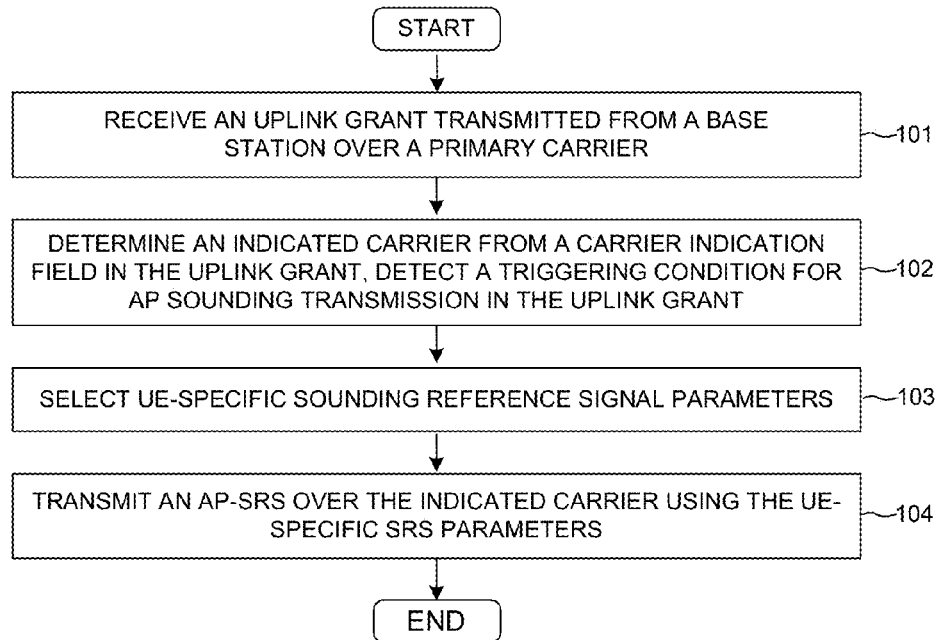 START
RECEIVE AN UPLINK GRANT TRANSMITTED FROM A BASE
STATION OVER A PRIMARY CARRIER
101
DETERMINE AN INDICATED CARRIER FROM A CARRIER INDICATION
FIELD IN THE UPLINK GRANT, DETECT A TRIGGERING CONDITION FOR
AP SOUNDING TRANSMISSION IN THE UPLINK GRANT
102
SELECT UE-SPECIFIC SOUNDING REFERENCE SIGNAL PARAMETERS
103
TRANSMIT AN AP-SRS OVER THE INDICATED CARRIER USING THE UE-
SPECIFIC SRS PARAMETERS
104
END